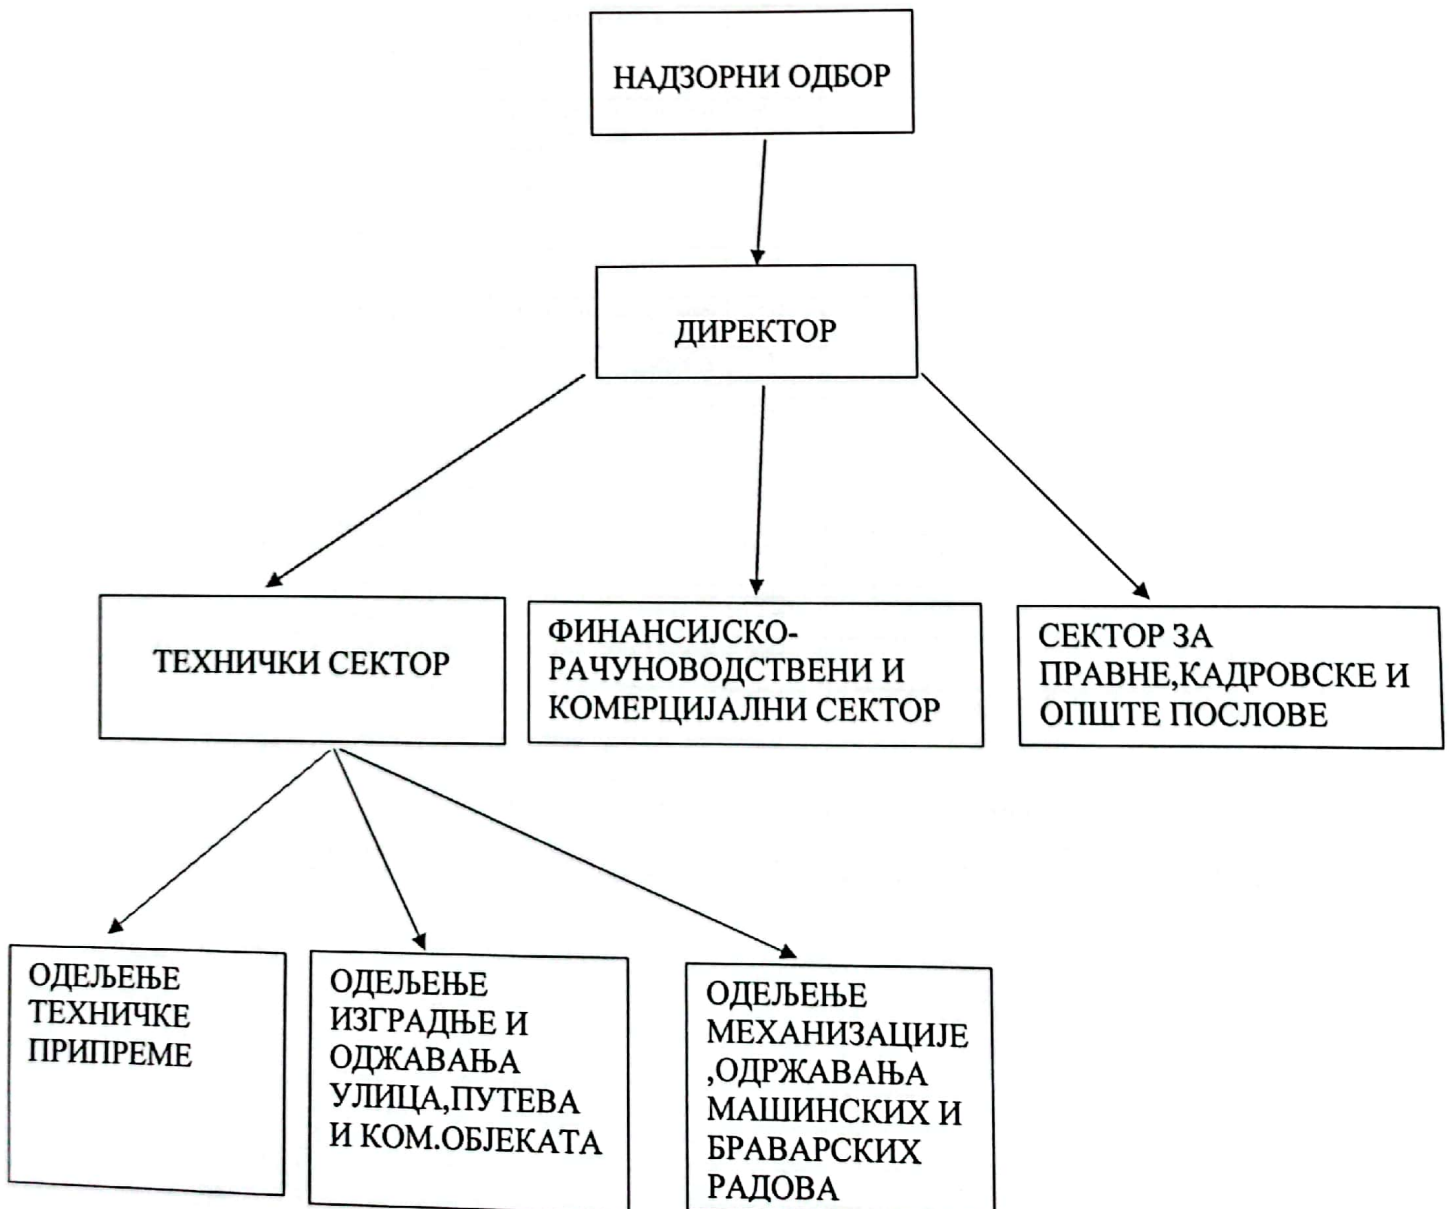 НАДЗОРНИ ОДБОР
ДИРЕКТОР
ТЕХНИЧКИ СЕКТОР
ФИНАНСИЈСКО-
РАЧУНОВОДСТВЕНИ И
КОМЕРЦИЈАЛНИ СЕКТОР
СЕКТОР ЗА
ПРАВНЕ,КАДРОВСКЕ И
ОПШТЕ ПОСЛОВЕ
ОДЕЉЕЊЕ
ТЕХНИЧКЕ
ПРИПРЕМЕ
ОДЕЉЕЊЕ
ИЗГРАДЊЕ И
ОДЖАВАЊА
УЛИЦА,ПУТЕВА
И КОМ.ОБЈЕКАТА
ОДЕЉЕЊЕ
МЕХАНИЗАЦИЈЕ
,ОДРЖАВАЊА
МАШИНСКИХ И
БРАВАРСКИХ
РАДОВА